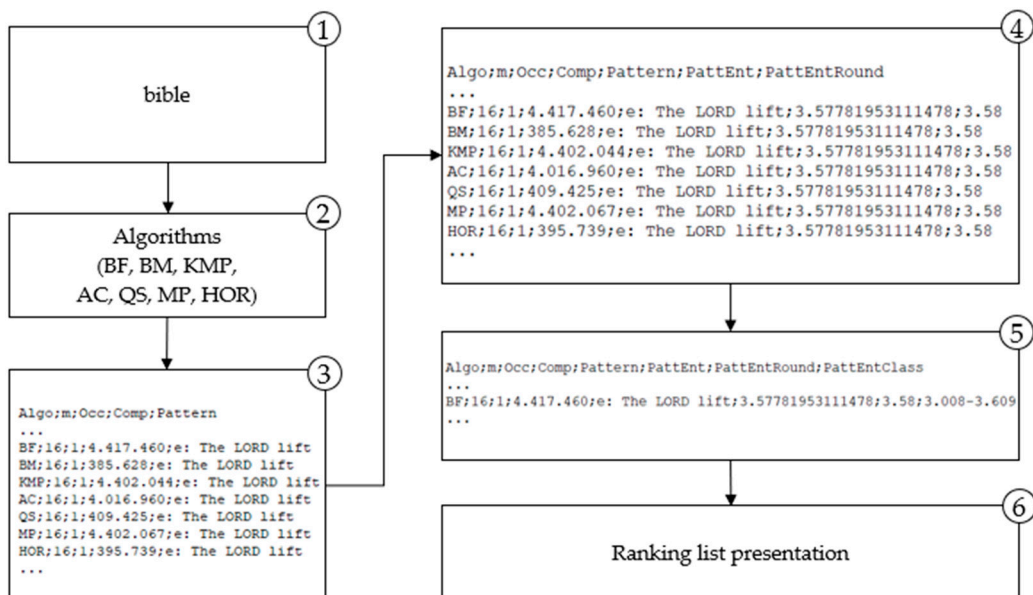 1
bible
2
Algorithms
(BF, BM, KMP,
AC, QS, MP, HOR)
3
Algo;m;Occ;Comp;Pattern
...
BF;16;1;4.417.460;e: The LORD lift
BM;16;1;385.628;e: The LORD lift
KMP;16;1;4.402.044;e: The LORD lift
AC;16;1;4.016.960;e: The LORD lift
QS;16;1;409.425;e: The LORD lift
MP;16;1;4.402.067;e: The LORD lift
HOR;16;1;395.739;e: The LORD lift
...
4
Algo;m;Occ;Comp;Pattern;PattEnt;PattEntRound
...
BF;16;1;4.417.460;e: The LORD lift;3.57781953111478;3.58
BM;16;1;385.628;e: The LORD lift;3.57781953111478;3.58
KMP;16;1;4.402.044;e: The LORD lift;3.57781953111478;3.58
AC;16;1;4.016.960;e: The LORD lift;3.57781953111478;3.58
QS;16;1;409.425;e: The LORD lift;3.57781953111478;3.58
MP;16;1;4.402.067;e: The LORD lift;3.57781953111478;3.58
HOR;16;1;395.739;e: The LORD lift;3.57781953111478;3.58
...
5
Algo;m;Occ;Comp;Pattern;PattEnt;PattEntRound;PattEntClass
...
BF;16;1;4.417.460;e: The LORD lift;3.57781953111478;3.58;3.008-3.609
...
6
Ranking list presentation